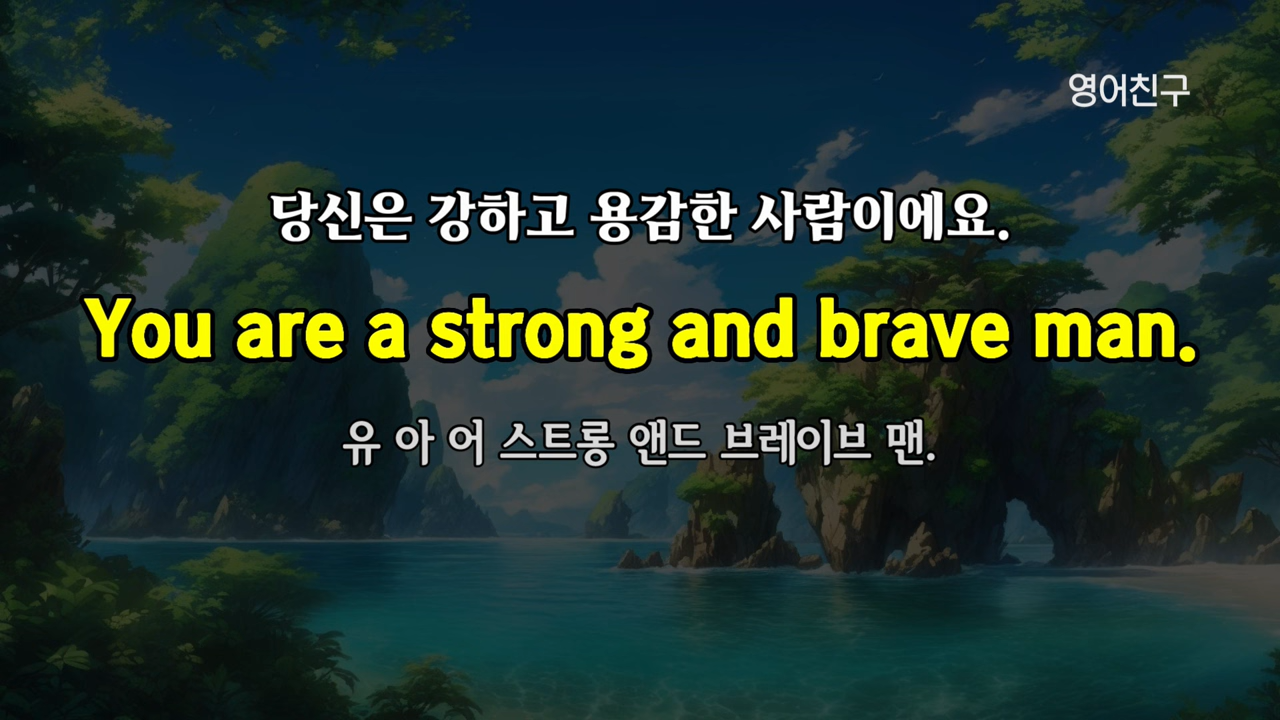 영어친구
당신은 강하고 용감한 사람이에요.
You are a strong and brave man.
유 아 어 스트롱 앤드 브레이브 맨.